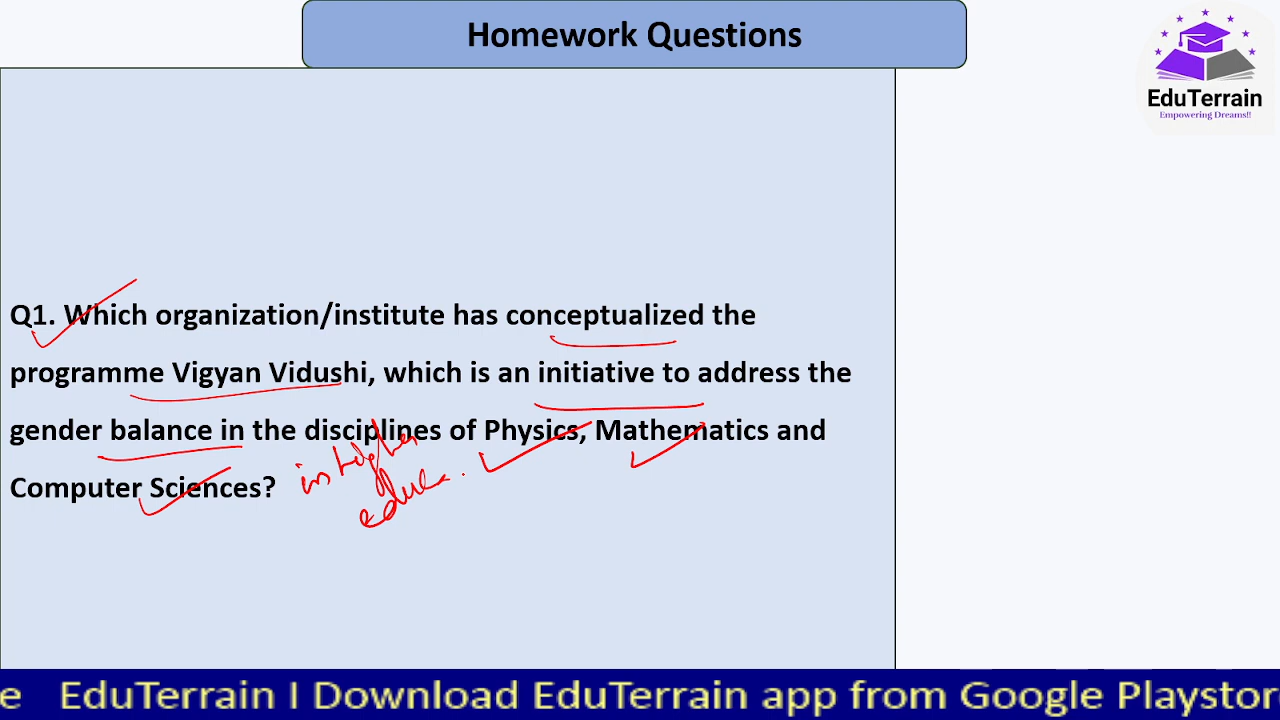 Homework Questions
EduTerrain
Empowering Dreams!!
Q1. Which organization/institute has conceptualized the
programme Vigyan Vidushi, which is an initiative to address the
gender balance in the disciplines of Physics, Mathematics and
Computer Sciences?
in higher
educ.
e EduTerrain I Download EduTerrain app from Google Playstor